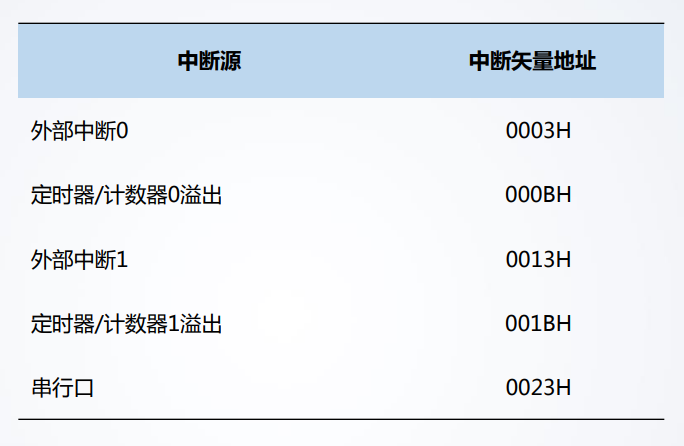 中断源 中断矢量地址
外部中断0 0003H
定时器/计数器0溢出 000BH
外部中断1 0013H
定时器/计数器1溢出 001BH
串行口 0023H